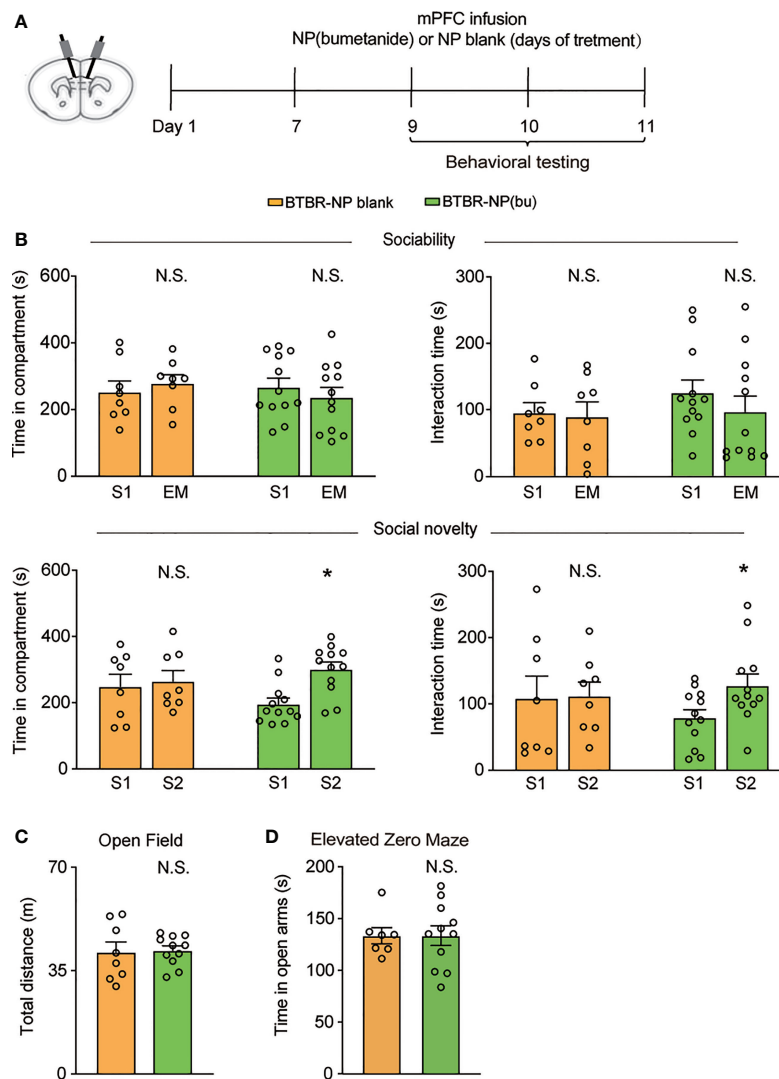 A
mPFC infusion
NP(bumetanide) or NP blank (days of tretment)
Day 1 7 9 10 11
Behavioral testing
BTBR-NP blank BTBR-NP(bu)
B
Sociability
Time in compartment (s)
600
400
200
0
N.S. N.S.
S1 EM S1 EM
Interaction time (s)
300
200
100
0
N.S. N.S.
S1 EM S1 EM
Social novelty
Time in compartment (s)
600
400
200
0
N.S. *
S1 S2 S1 S2
Interaction time (s)
300
200
100
0
N.S. *
S1 S2 S1 S2
C
Open Field
Total distance (m)
70
35
0
N.S.
D
Elevated Zero Maze
Time in open arms (s)
200
150
100
50
0
N.S.